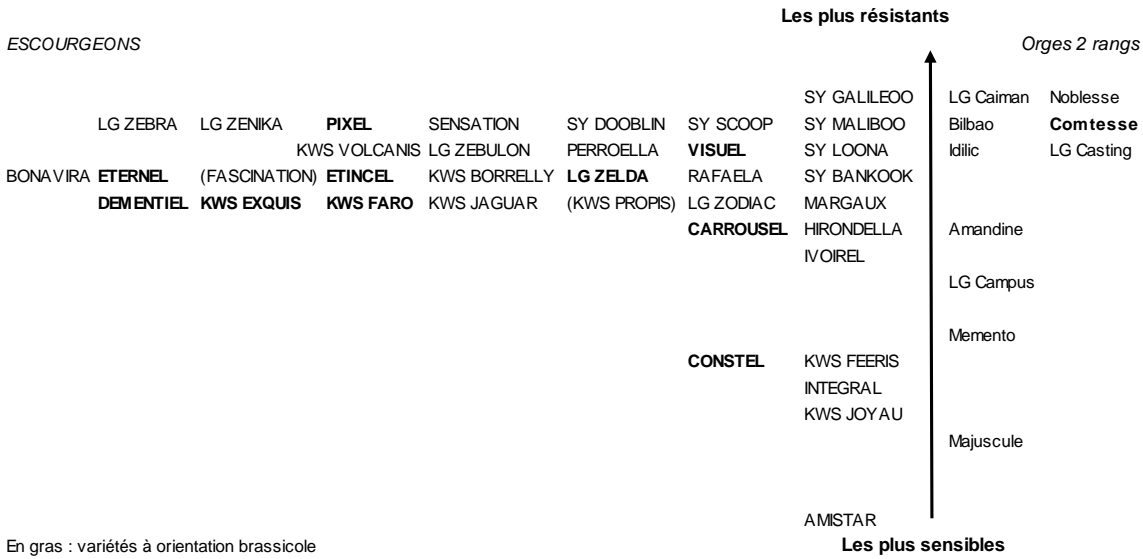 Les plus résistants
ESCOURGEONS Orges 2 rangs
SY GALILEOO LG Caiman Noblesse
LG ZEBRA LG ZENIKA PIXEL SENSATION SY DOOBLIN SY SCOOP SY MALIBOO Bilbao Comtesse
KWS VOLCANIS LG ZEBULON PERROELLA VISUEL SY LOONA Idilic LG Casting
BONAVIRA ETERNEL (FASCINATION) ETINCEL KWS BORRELLY LG ZELDA RAFAELA SY BANKOOK
DEMENTIEL KWS EXQUIS KWS FARO KWS JAGUAR (KWS PROPIS) LG ZODIAC MARGAUX
CARROUSEL HIRONDELLA Amandine
IVOIREL
LG Campus
Memento
CONSTEL KWS FEERIS
INTEGRAL
KWS JOYAU
Majuscule
AMISTAR
En gras : variétés à orientation brassicole Les plus sensibles